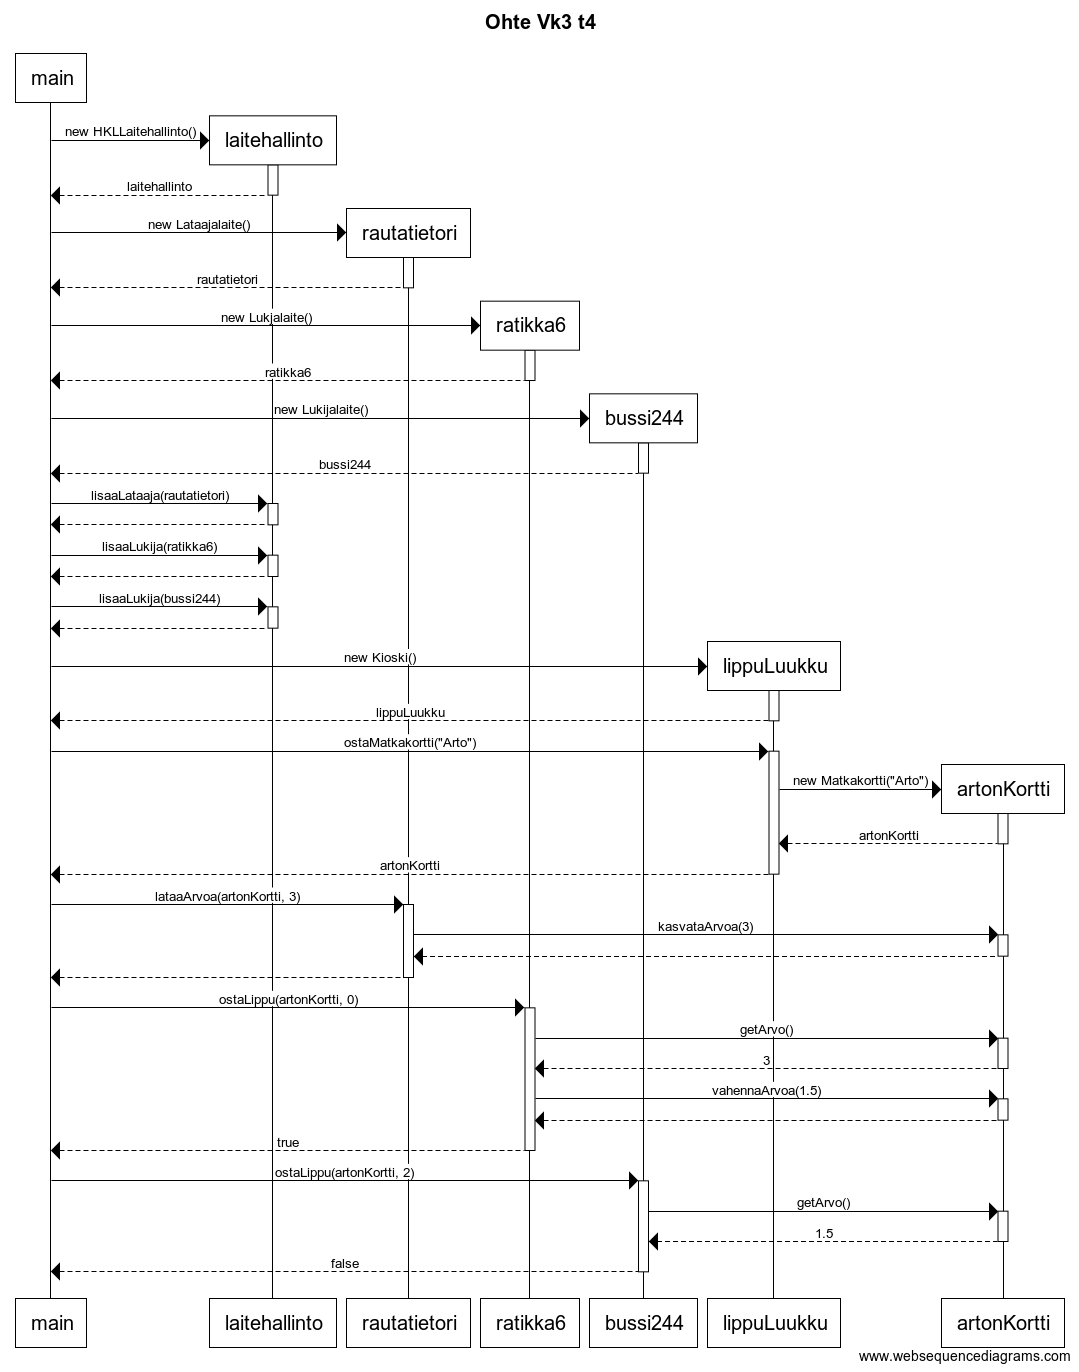 Ohte Vk3 t4
main
new HKLLaitehallinto()
laitehallinto
laitehallinto
new Lataajalaite()
rautatietori
rautatietori
new Lukjalaite()
ratikka6
ratikka6
new Lukijalaite()
bussi244
bussi244
lisaaLataaja(rautatietori)
lisaaLukija(ratikka6)
lisaaLukija(bussi244)
new Kioski()
lippuLuukku
lippuLuukku
ostaMatkakortti("Arto")
new Matkakortti("Arto")
artonKortti
artonKortti
artonKortti
lataaArvoa(artonKortti, 3)
kasvataArvoa(3)
ostaLippu(artonKortti, 0)
getArvo()
3
vahennaArvoa(1.5)
true
ostaLippu(artonKortti, 2)
getArvo()
1.5
false
main laitehallinto rautatietori ratikka6 bussi244 lippuLuukku artonKortti
www.websequencediagrams.com